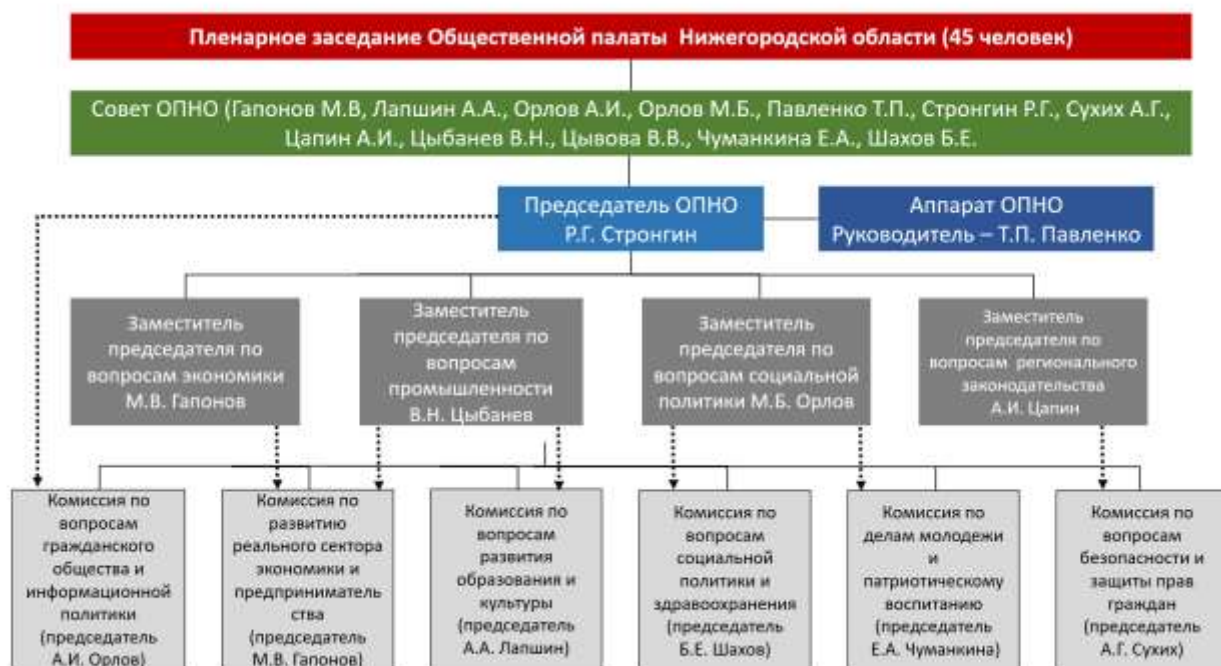 Пленарное заседание Общественной палаты Нижегородской области (45 человек)
Совет ОПНО (Гапонов М.В, Лапшин А.А., Орлов А.И., Орлов М.Б., Павленко Т.П., Стронгин Р.Г., Сухих А.Г.,
Цапин А.И., Цыбанев В.Н., Цывова В.В., Чуманкина Е.А., Шахов Б.Е.
Председатель ОПНО
Р.Г. Стронгин
Аппарат ОПНО
Руководитель – Т.П. Павленко
Заместитель
председателя по
вопросам экономики
М.В. Гапонов
Заместитель
председателя по
вопросам
промышленности
В.Н. Цыбанев
Заместитель
председателя по
вопросам социальной
политики М.Б. Орлов
Заместитель
председателя по
вопросам регионального
законодательства
А.И. Цапин
Комиссия по
вопросам
гражданского
общества и
информационной
политики
(председатель
А.И. Орлов)
Комиссия по
развитию
реального сектора
экономики и
предприниматель
ства
(председатель
М.В. Гапонов)
Комиссия по
вопросам
развития
образования и
культуры
(председатель
А.А. Лапшин)
Комиссия по
вопросам
социальной
политики и
здравоохранения
(председатель
Б.Е. Шахов)
Комиссия по
делам молодежи
и
патриотическому
воспитанию
(председатель
Е.А. Чуманкина)
Комиссия по
вопросам
безопасности и
защиты прав
граждан
(председатель
А.Г. Сухих)